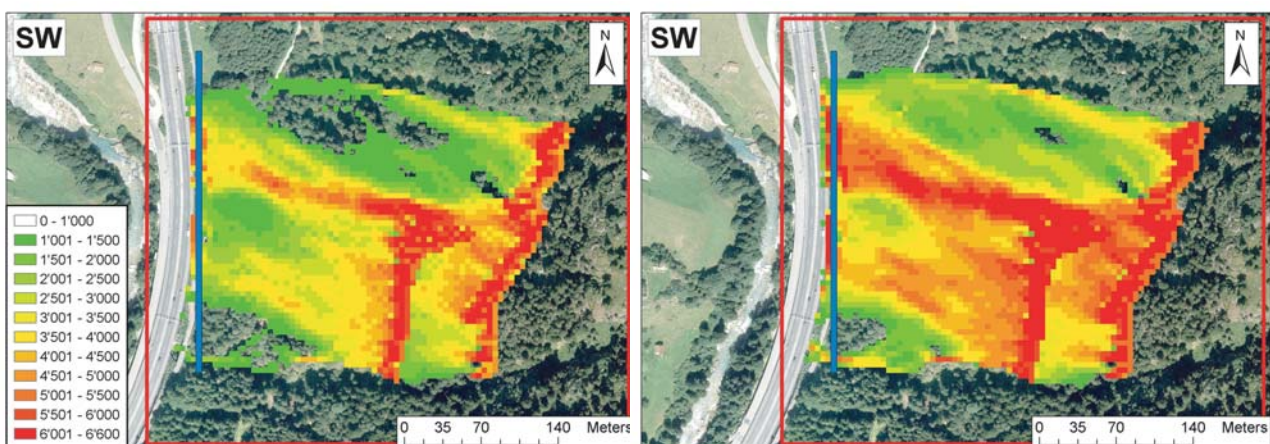 SW
N
0 - 1'000
1'001 - 1'500
1'501 - 2'000
2'001 - 2'500
2'501 - 3'000
3'001 - 3'500
3'501 - 4'000
4'001 - 4'500
4'501 - 5'000
5'001 - 5'500
5'501 - 6'000
6'001 - 6'600
0 35 70 140 Meters
SW
N
0 35 70 140 Meters